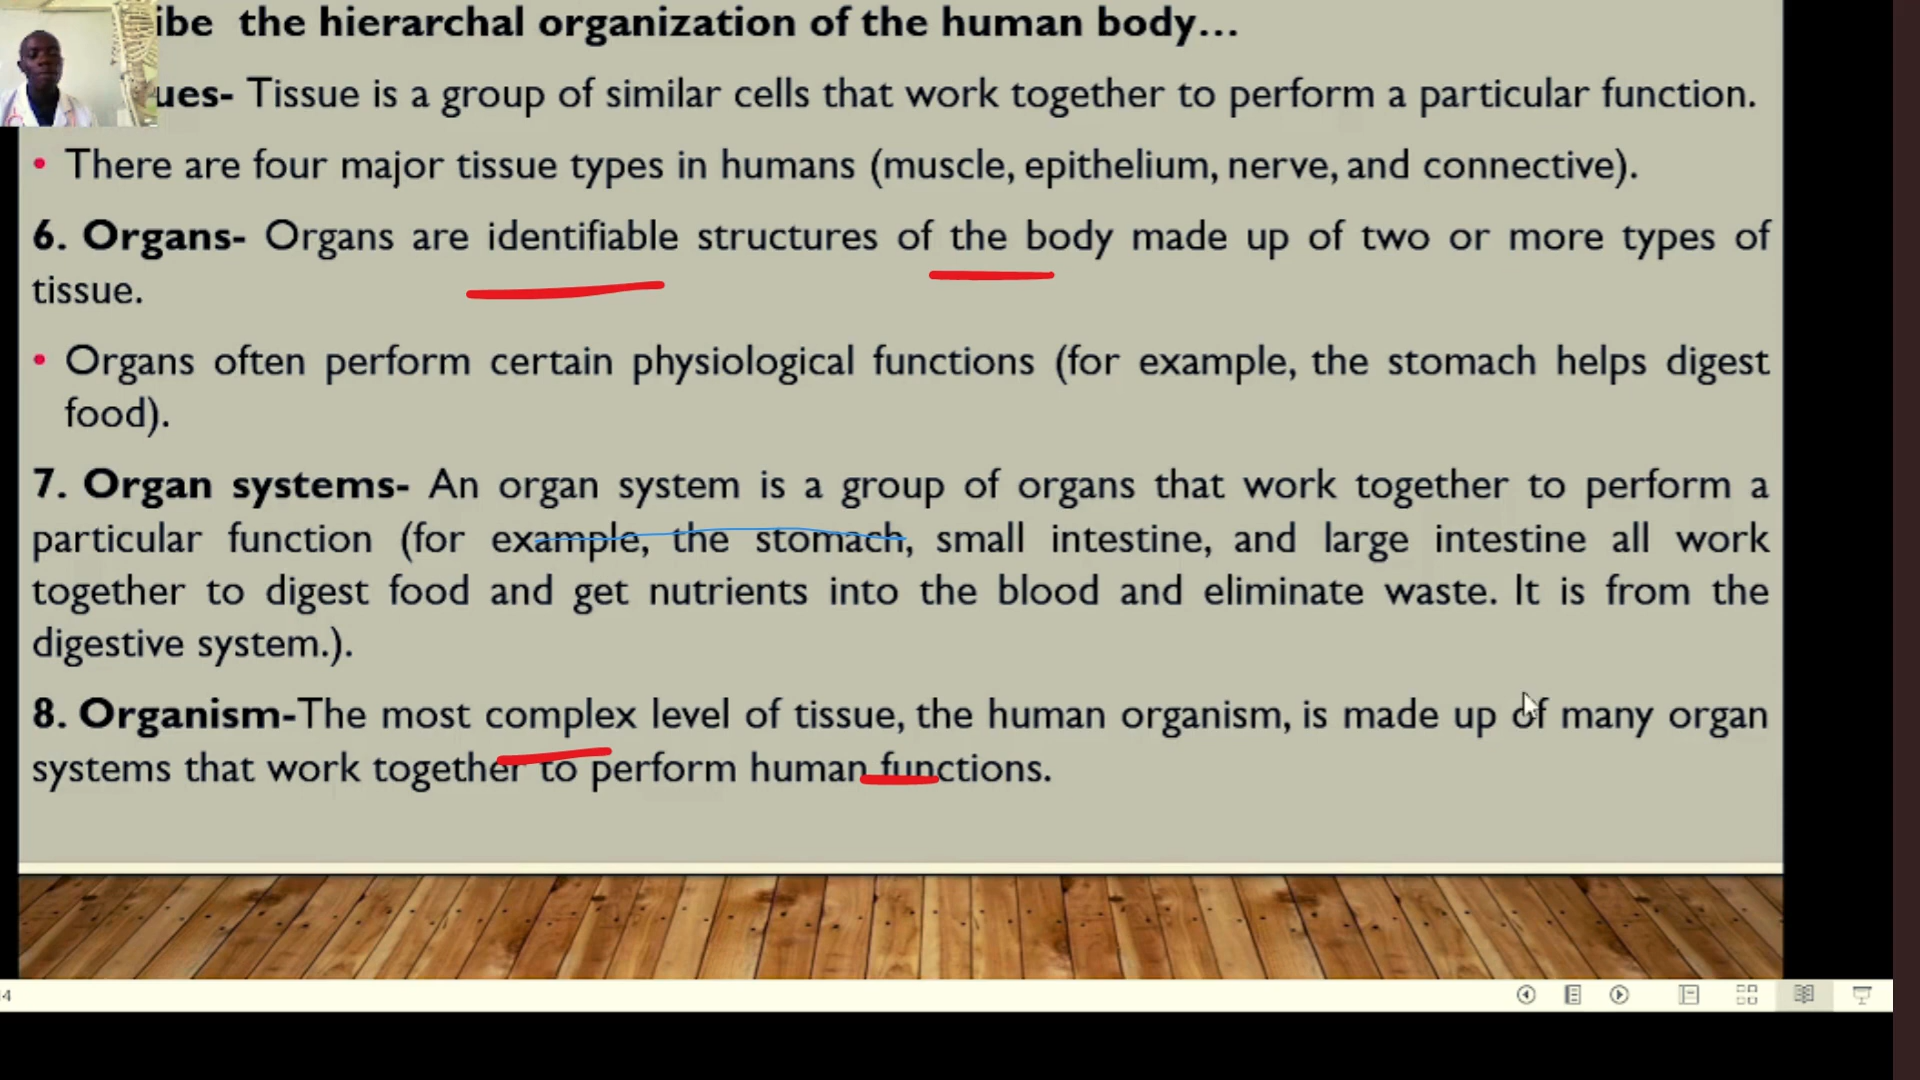 ibe the hierarchal organization of the human body...
ues- Tissue is a group of similar cells that work together to perform a particular function.
• There are four major tissue types in humans (muscle, epithelium, nerve, and connective).
6. Organs- Organs are identifiable structures of the body made up of two or more types of
tissue.
• Organs often perform certain physiological functions (for example, the stomach helps digest
food).
7. Organ systems- An organ system is a group of organs that work together to perform a
particular function (for example, the stomach, small intestine, and large intestine all work
together to digest food and get nutrients into the blood and eliminate waste. It is from the
digestive system.).
8. Organism-The most complex level of tissue, the human organism, is made up of many organ
systems that work together to perform human functions.
14